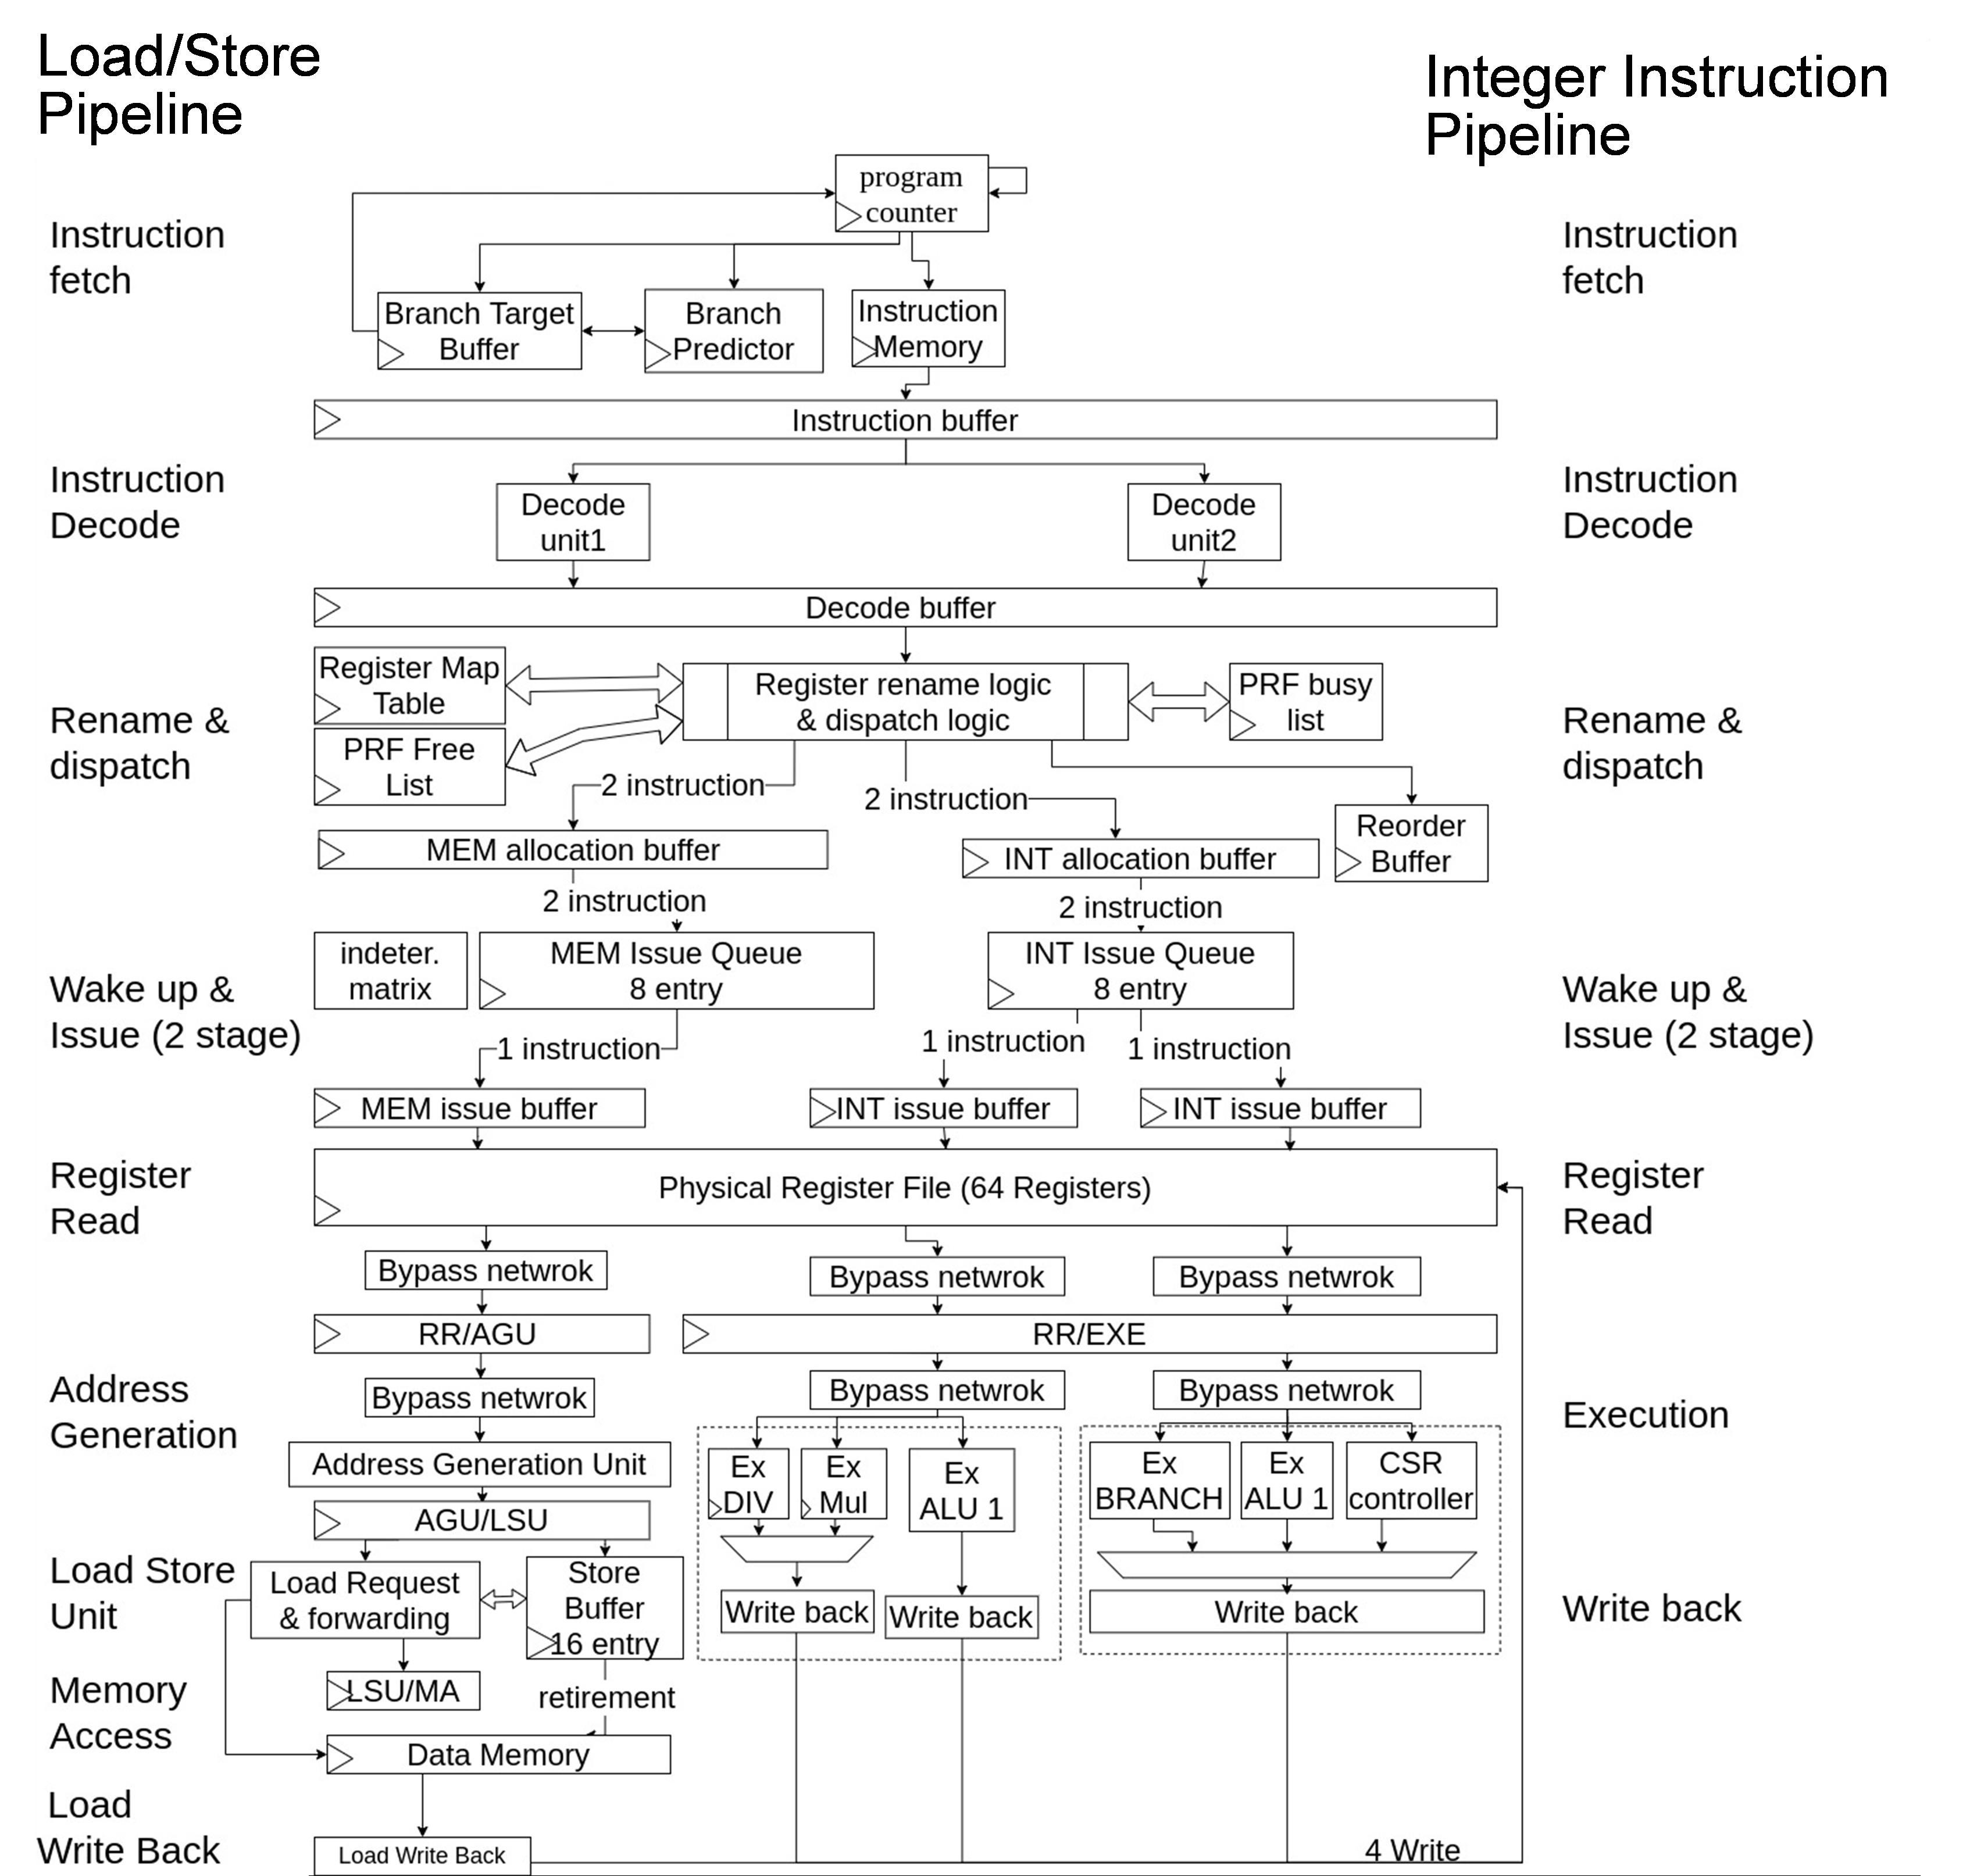 Load/Store
Pipeline
Integer Instruction
Pipeline
program
counter
Instruction
fetch
Instruction
fetch
Branch Target
Buffer
Branch
Predictor
Instruction
Memory
Instruction buffer
Instruction
Decode
Decode
unit1
Decode
unit2
Instruction
Decode
Decode buffer
Rename &
dispatch
Register Map
Table
PRF Free
List
Register rename logic
& dispatch logic
PRF busy
list
Rename &
dispatch
2 instruction
2 instruction
Reorder
Buffer
MEM allocation buffer
INT allocation buffer
2 instruction
2 instruction
Wake up &
Issue (2 stage)
indeter.
matrix
MEM Issue Queue
8 entry
INT Issue Queue
8 entry
Wake up &
Issue (2 stage)
1 instruction
1 instruction
1 instruction
MEM issue buffer
INT issue buffer
INT issue buffer
Register
Read
Physical Register File (64 Registers)
Register
Read
Bypass netwrok
Bypass netwrok
Bypass netwrok
RR/AGU
RR/EXE
Address
Generation
Bypass netwrok
Bypass netwrok
Bypass netwrok
Execution
Address Generation Unit
Ex
DIV
Ex
Mul
Ex
ALU 1
Ex
BRANCH
Ex
ALU 1
CSR
controller
AGU/LSU
Load Store
Unit
Load Request
& forwarding
Store
Buffer
16 entry
Write back
Write back
Write back
Write back
Memory
Access
LSU/MA
retirement
Data Memory
Load
Write Back
Load Write Back
4 Write